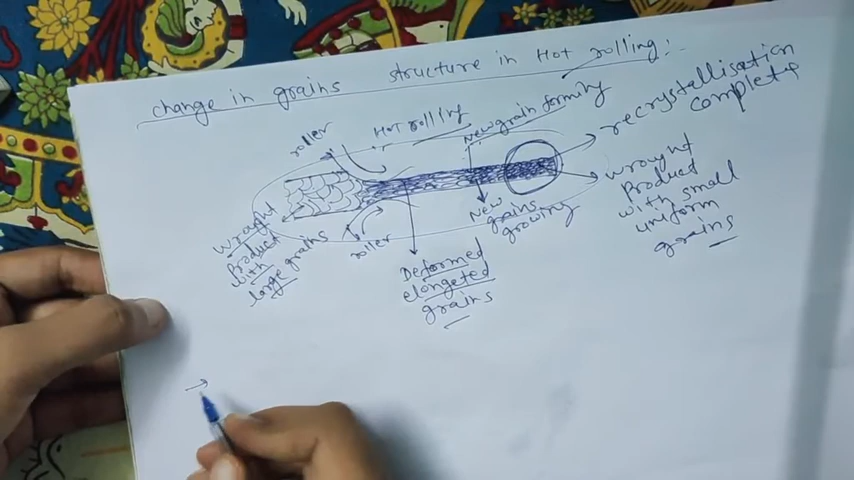 change in grains structure in Hot rolling:-
roller
Hot rolling
New grain forming
recrystallisation
complete
wrought
Product
with
large grains
roller
Deformed
elongeted
grains
New
grains
growing
wrought
Product
with small
uniform
grains